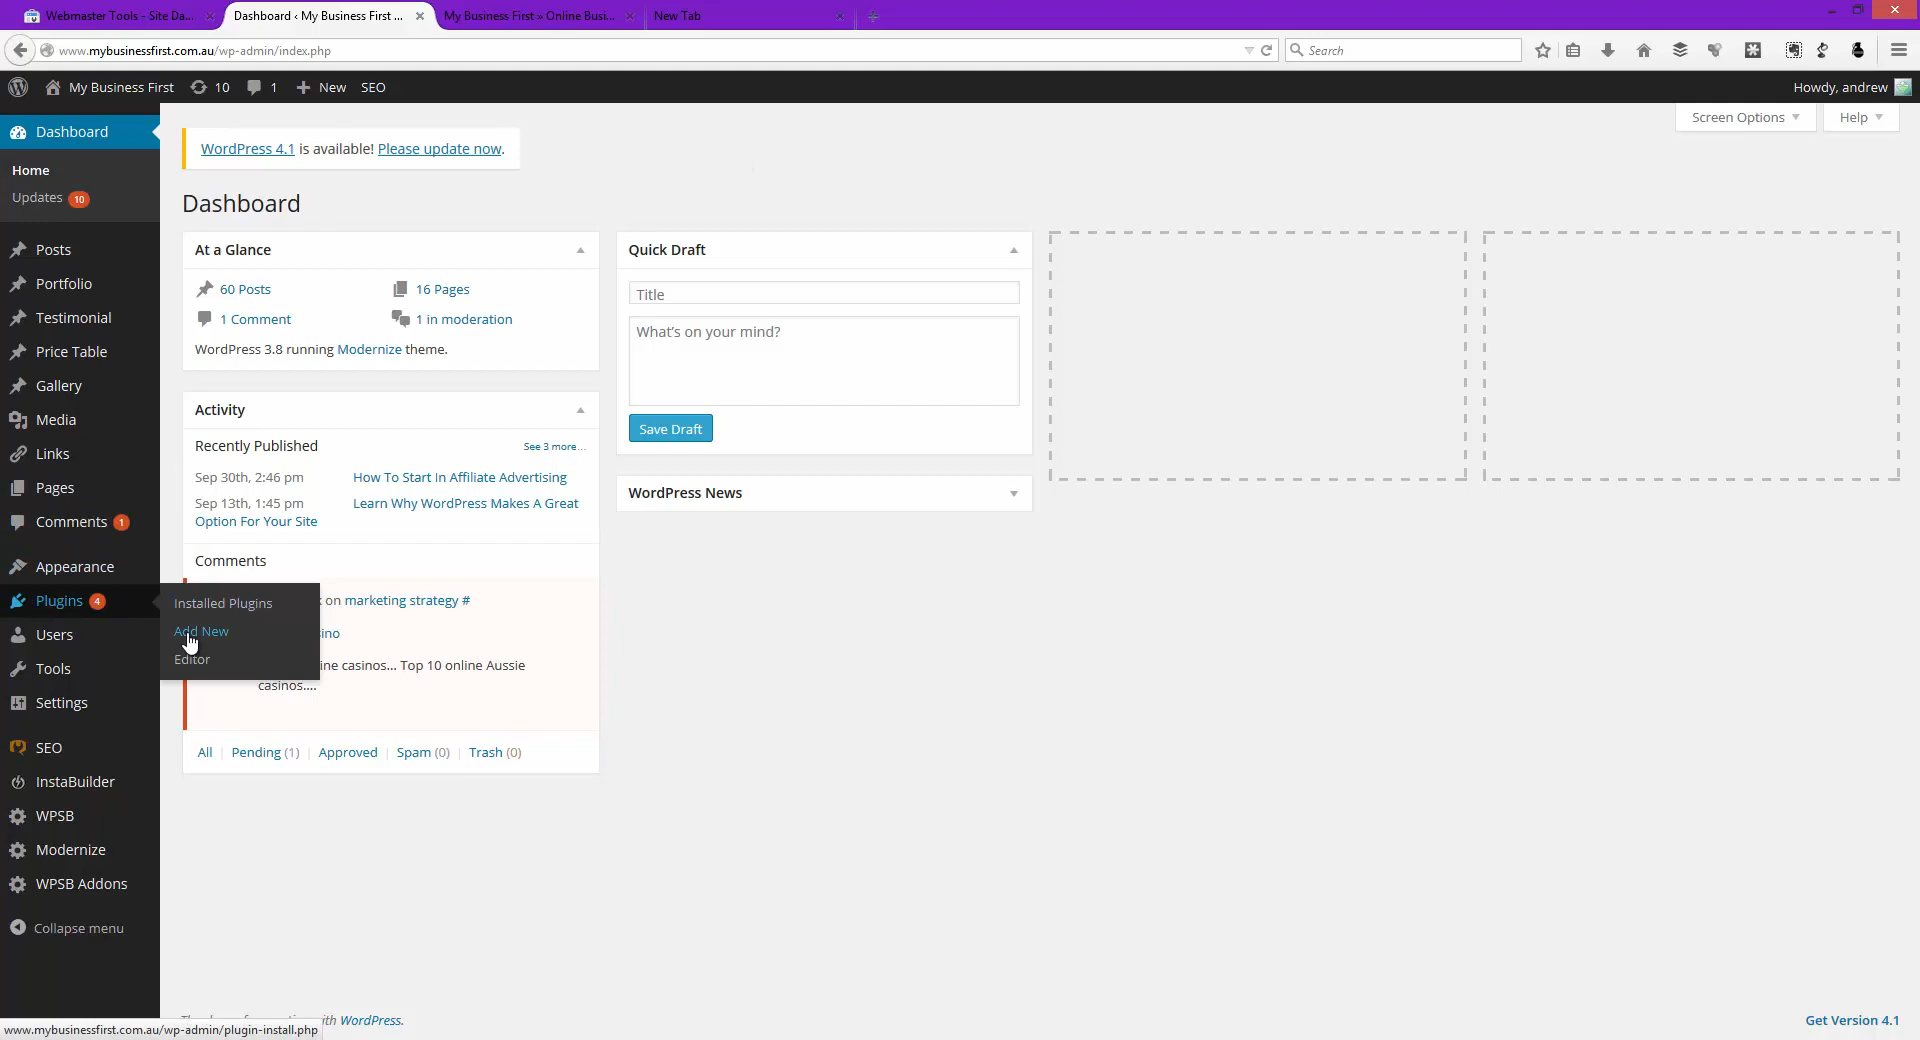 Webmaster Tools - Site Da...
Dashboard ‹ My Business First ...
My Business First » Online Busi...
New Tab
www.mybusinessfirst.com.au/wp-admin/index.php
Search
My Business First
10
1
New
SEO
Howdy, andrew
Screen Options
Help
Dashboard
Home
Updates 10
Posts
Portfolio
Testimonial
Price Table
Gallery
Media
Links
Pages
Comments 1
Appearance
Plugins 4
Users
Tools
Settings
SEO
InstaBuilder
WPSB
Modernize
WPSB Addons
Collapse menu
Installed Plugins
Add New
Editor
WordPress 4.1 is available! Please update now.
Dashboard
At a Glance
60 Posts
16 Pages
1 Comment
1 in moderation
WordPress 3.8 running Modernize theme.
Activity
Recently Published
See 3 more...
Sep 30th, 2:46 pm
How To Start In Affiliate Advertising
Sep 13th, 1:45 pm
Learn Why WordPress Makes A Great
Option For Your Site
Comments
on marketing strategy #
ino
ine casinos... Top 10 online Aussie
casinos....
All | Pending (1) | Approved | Spam (0) | Trash (0)
Quick Draft
Title
What's on your mind?
Save Draft
WordPress News
with WordPress.
Get Version 4.1
www.mybusinessfirst.com.au/wp-admin/plugin-install.php